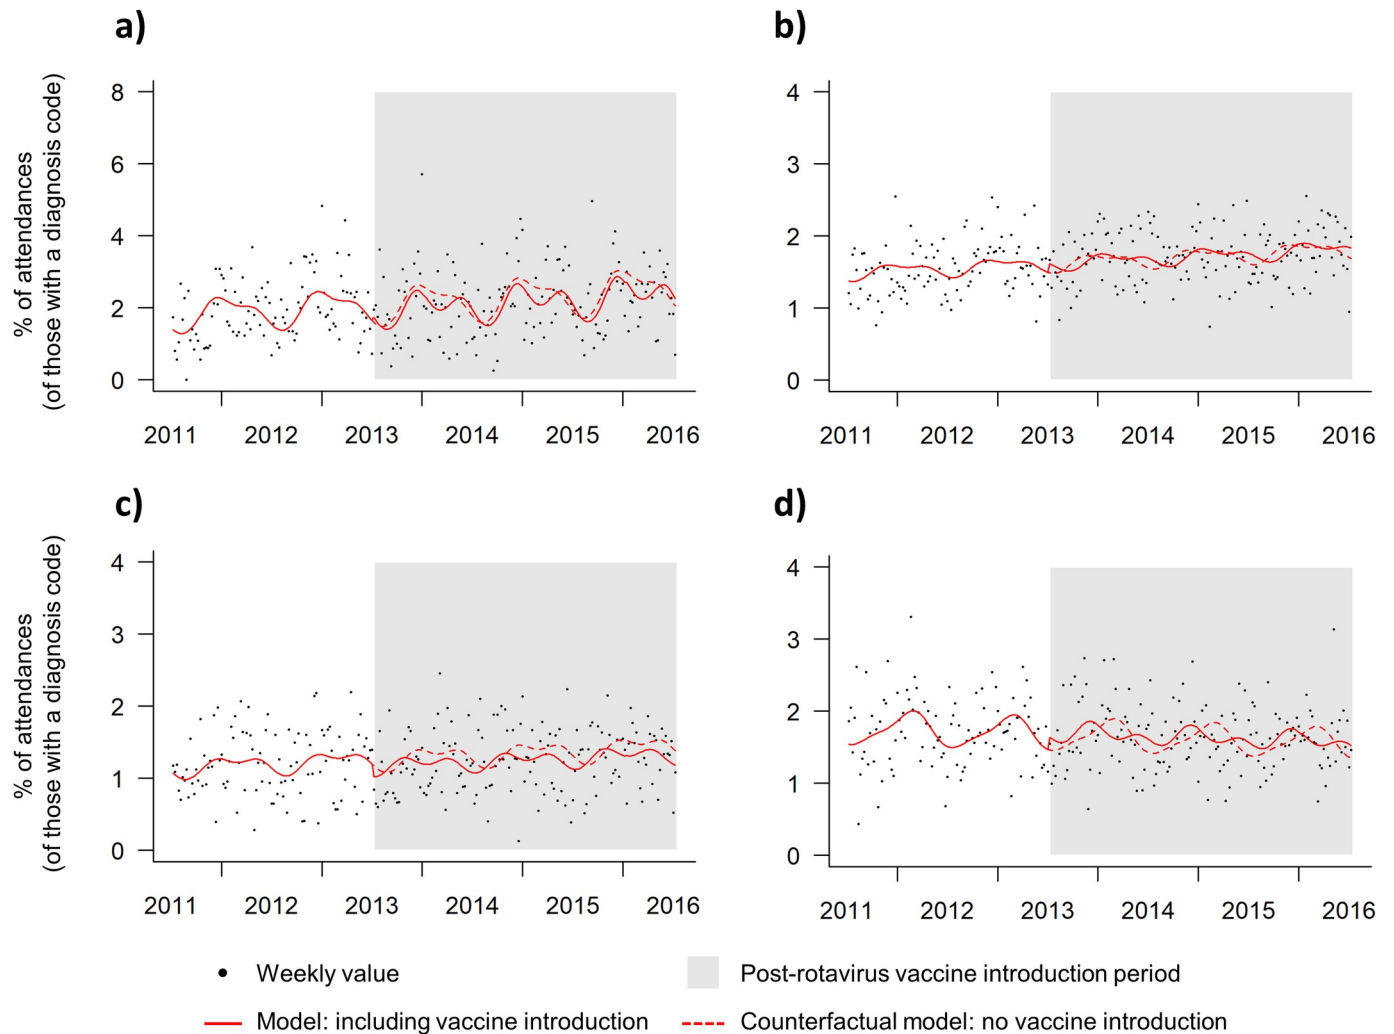 a)
b)
% of attendances
(of those with a diagnosis code)
8
6
4
2
0
4
3
2
1
0
2011 2012 2013 2014 2015 2016
2011 2012 2013 2014 2015 2016
c)
d)
% of attendances
(of those with a diagnosis code)
4
3
2
1
0
4
3
2
1
0
2011 2012 2013 2014 2015 2016
2011 2012 2013 2014 2015 2016
Weekly value
Post-rotavirus vaccine introduction period
Model: including vaccine introduction
Counterfactual model: no vaccine introduction